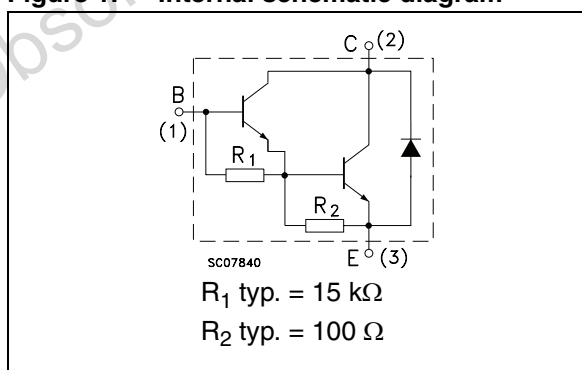 Figure 1. Internal schematic diagram
C (2)
B
(1)
R1
R2
SC07840
E (3)
R1 typ. = 15 kΩ
R2 typ. = 100 Ω